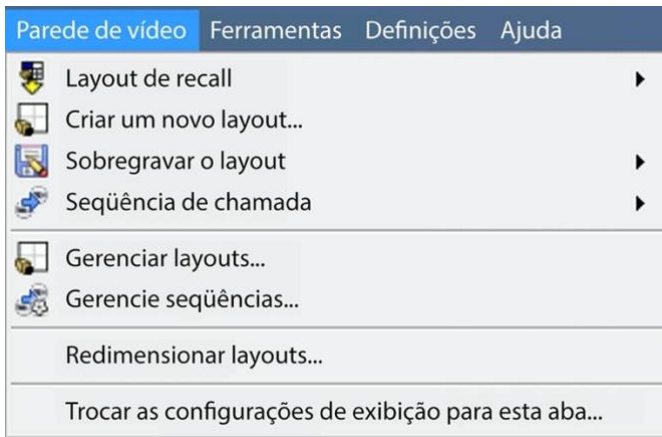 Parede de vídeo Ferramentas Definições Ajuda
Layout de recall
Criar um novo layout...
Sobregravar o layout
Seqüência de chamada
Gerenciar layouts...
Gerencie seqüências...
Redimensionar layouts...
Trocar as configurações de exibição para esta aba...